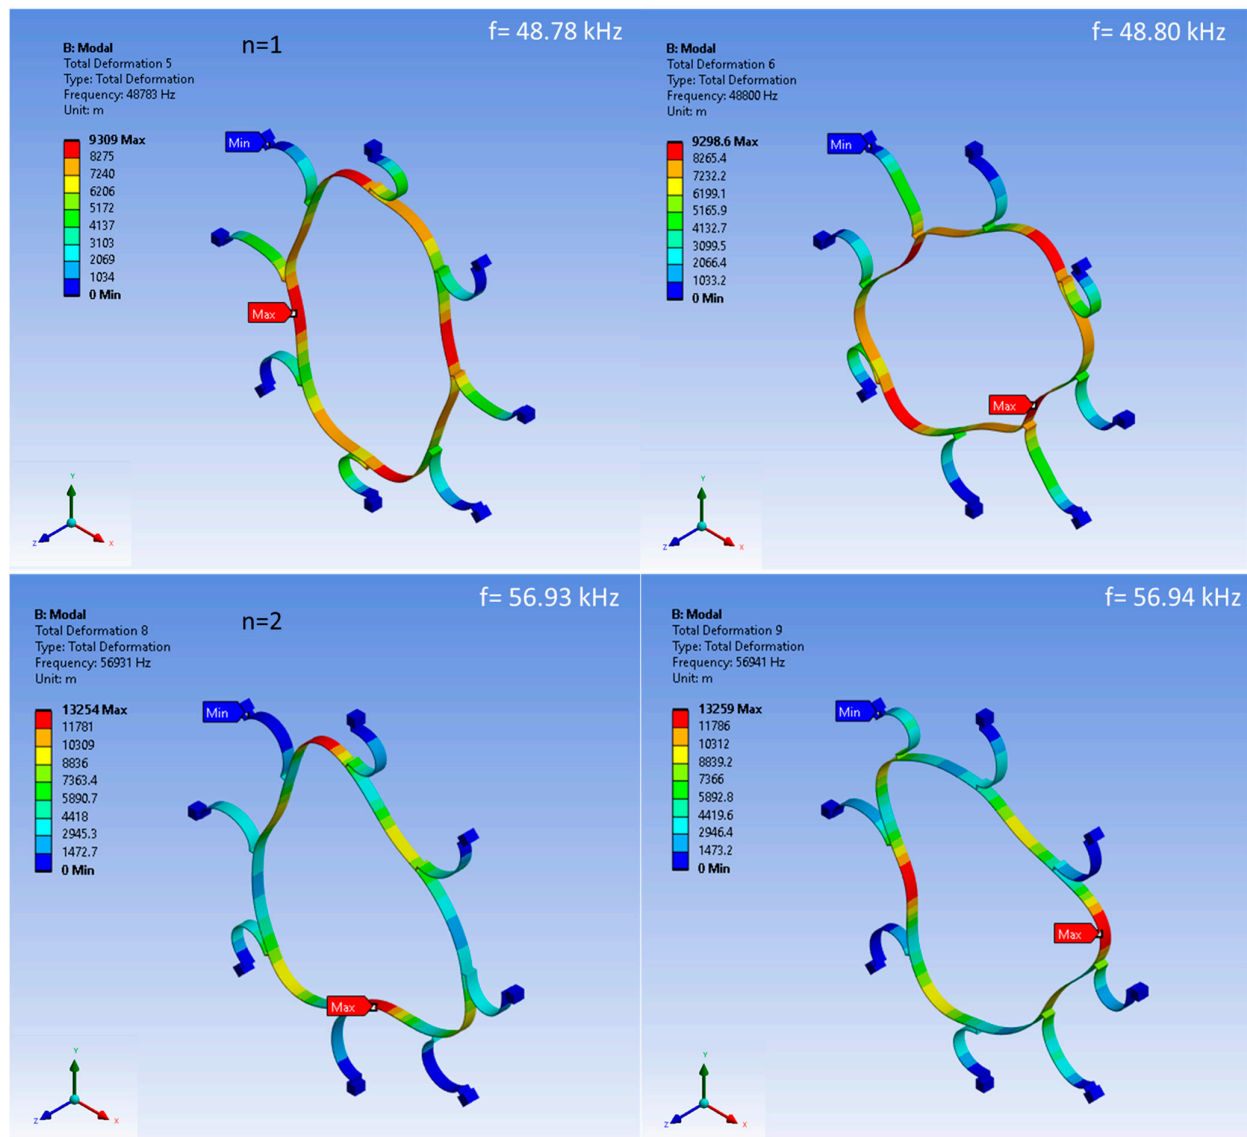 n=1
f= 48.78 kHz
B: Modal
Total Deformation 5
Type: Total Deformation
Frequency: 48783 Hz
Unit: m
9309 Max
8275
7240
6206
5172
4137
3103
2069
1034
0 Min
Min
Max
Y
Z
X
f= 48.80 kHz
B: Modal
Total Deformation 6
Type: Total Deformation
Frequency: 48800 Hz
Unit: m
9298.6 Max
8265.4
7232.2
6199.1
5165.9
4132.7
3099.5
2066.4
1033.2
0 Min
Min
Max
Y
Z
X
n=2
f= 56.93 kHz
B: Modal
Total Deformation 8
Type: Total Deformation
Frequency: 56931 Hz
Unit: m
13254 Max
11781
10309
8836
7363.4
5890.7
4418
2945.3
1472.7
0 Min
Min
Max
Y
Z
X
f= 56.94 kHz
B: Modal
Total Deformation 9
Type: Total Deformation
Frequency: 56941 Hz
Unit: m
13259 Max
11786
10312
8839.2
7366
5892.8
4419.6
2946.4
1473.2
0 Min
Min
Max
Y
Z
X